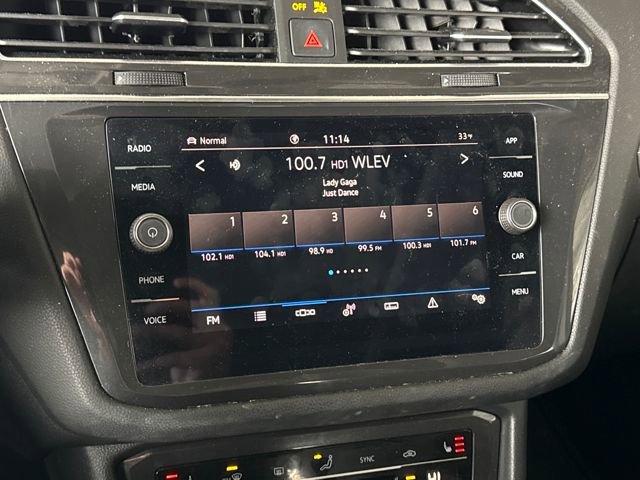 OFF
RADIO
MEDIA
PHONE
VOICE
Normal
11:14
33°F
100.7 HD1 WLEV
Lady Gaga
Just Dance
1 2 3 4 5 6
102.1 HD1 104.1 HD1 98.9 HD 99.5 FM 100.3 HD1 101.7 FM
FM
APP
SOUND
CAR
MENU
SYNC